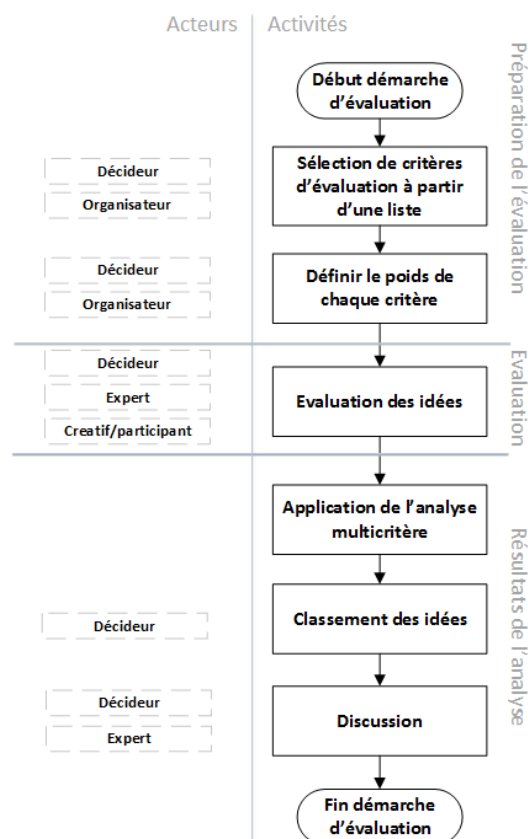 Acteurs
Activités
Début démarche
d'évaluation
Décideur
Organisateur
Sélection de critères
d'évaluation à partir
d'une liste
Décideur
Organisateur
Définir le poids de
chaque critère
Préparation de l'évaluation
Décideur
Expert
Creatif/participant
Evaluation des idées
Evaluation
Application de l'analyse
multicritère
Décideur
Classement des idées
Décideur
Expert
Discussion
Résultats de l'analyse
Fin démarche
d'évaluation